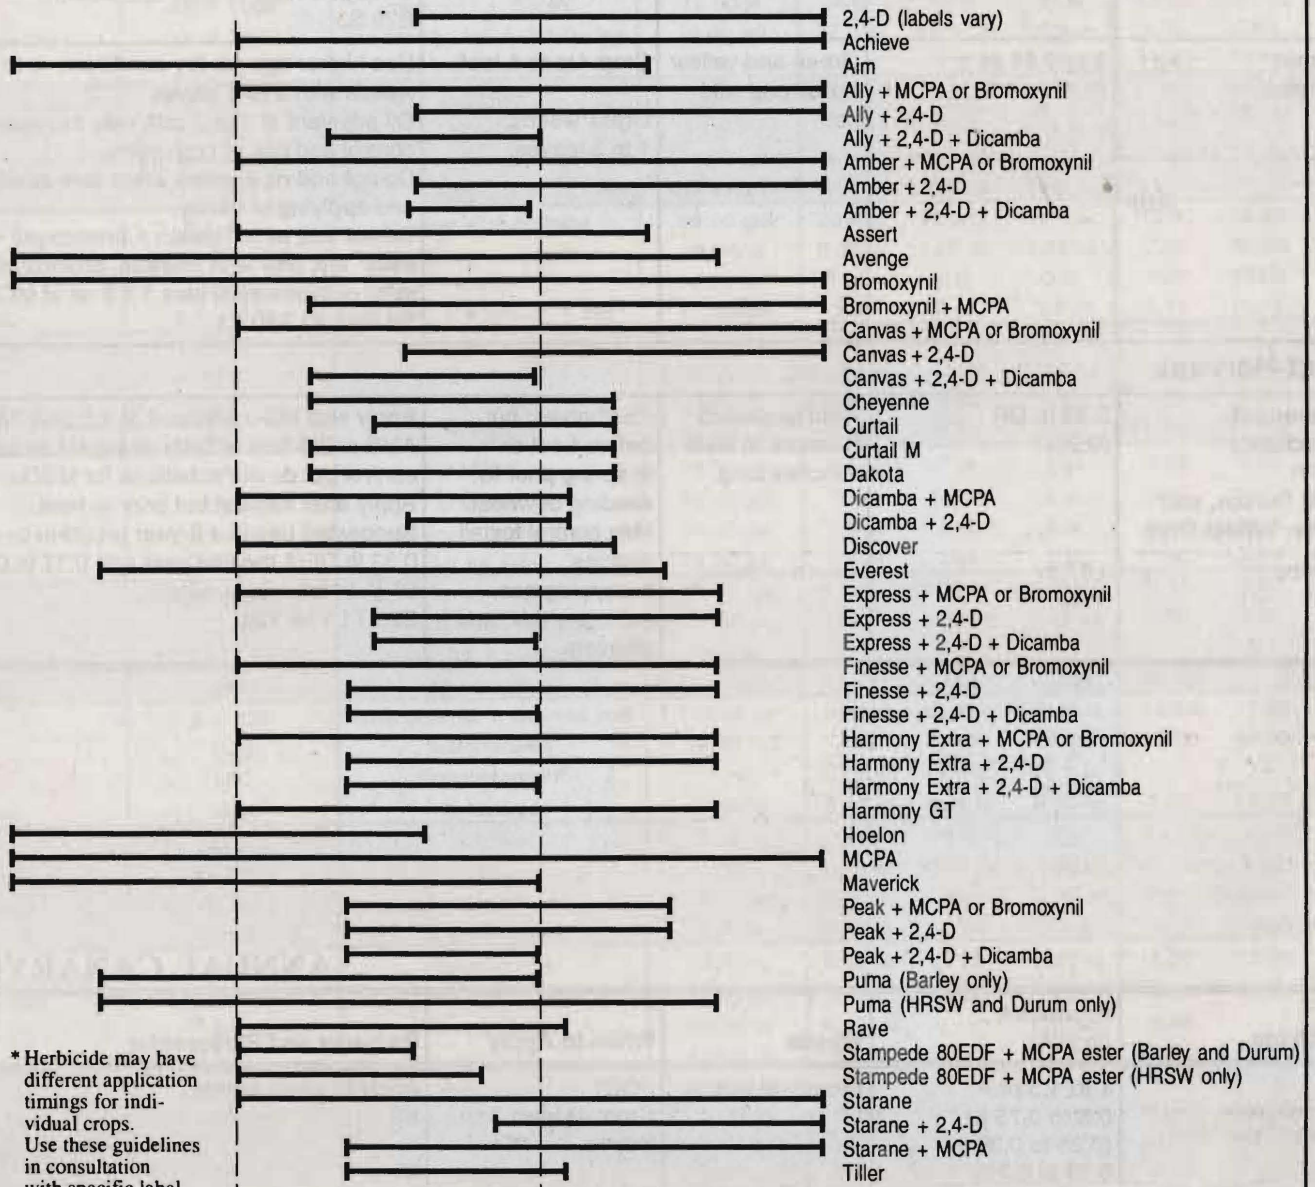 2,4-D (labels vary)
Achieve
Aim
Ally + MCPA or Bromoxynil
Ally + 2,4-D
Ally + 2,4-D + Dicamba
Amber + MCPA or Bromoxynil
Amber + 2,4-D
Amber + 2,4-D + Dicamba
Assert
Avenge
Bromoxynil
Bromoxynil + MCPA
Canvas + MCPA or Bromoxynil
Canvas + 2,4-D
Canvas + 2,4-D + Dicamba
Cheyenne
Curtail
Curtail M
Dakota
Dicamba + MCPA
Dicamba + 2,4-D
Discover
Everest
Express + MCPA or Bromoxynil
Express + 2,4-D
Express + 2,4-D + Dicamba
Finesse + MCPA or Bromoxynil
Finesse + 2,4-D
Finesse + 2,4-D + Dicamba
Harmony Extra + MCPA or Bromoxynil
Harmony Extra + 2,4-D
Harmony Extra + 2,4-D + Dicamba
Harmony GT
Hoelon
MCPA
Maverick
Peak + MCPA or Bromoxynil
Peak + 2,4-D
Peak + 2,4-D + Dicamba
Puma (Barley only)
Puma (HRSW and Durum only)
Rave
Stampede 80EDF + MCPA ester (Barley and Durum)
Stampede 80EDF + MCPA ester (HRSW only)
Starane
Starane + 2,4-D
Starane + MCPA
Tiller
* Herbicide may have
different application
timings for indi-
vidual crops.
Use these guidelines
in consultation
with specific label